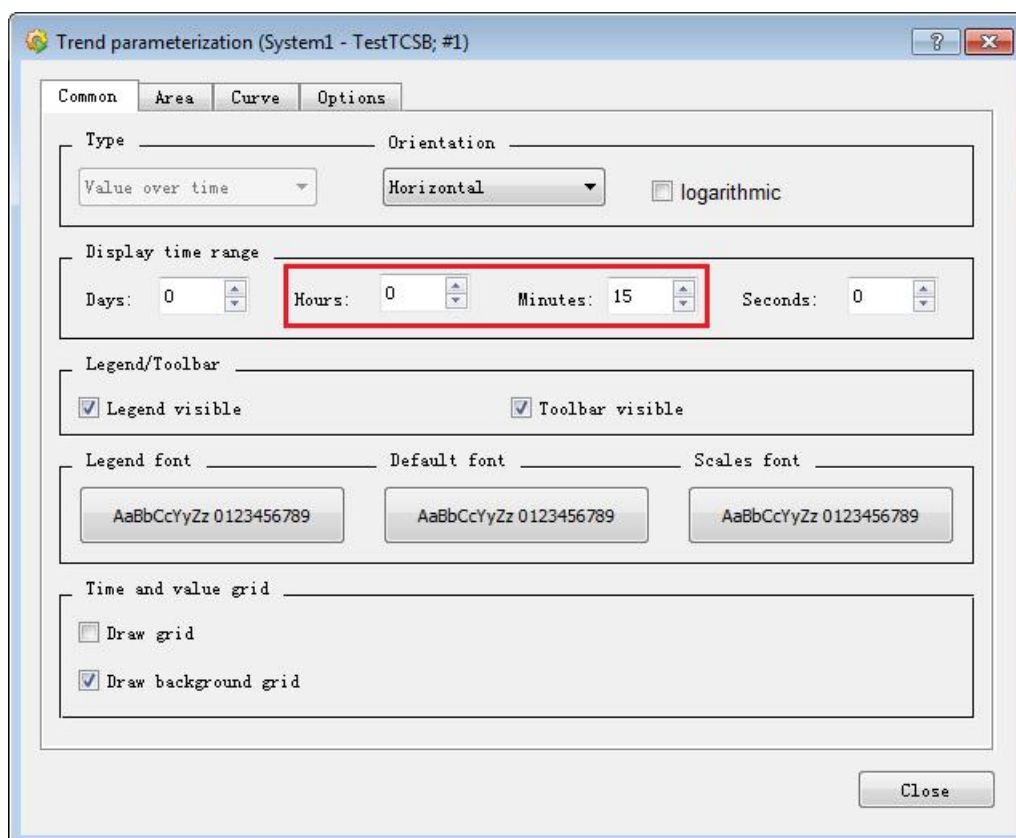 Trend parameterization (System1 - TestTCSB; #1)
Common Area Curve Options
Type Orientation
Value over time Horizontal logarithmic
Display time range
Days: 0 Hours: 0 Minutes: 15 Seconds: 0
Legend/Toolbar
Legend visible Toolbar visible
Legend font Default font Scales font
AaBbCcYyZz 0123456789 AaBbCcYyZz 0123456789 AaBbCcYyZz 0123456789
Time and value grid
Draw grid
Draw background grid
Close